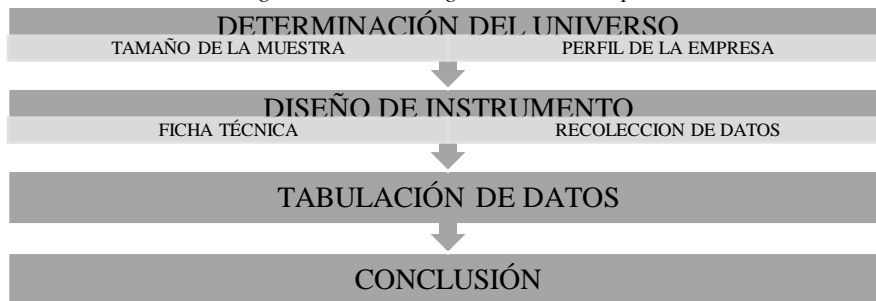 DETERMINACIÓN DEL UNIVERSO
TAMAÑO DE LA MUESTRA PERFIL DE LA EMPRESA
DISEÑO DE INSTRUMENTO
FICHA TÉCNICA RECOLECCION DE DATOS
TABULACIÓN DE DATOS
CONCLUSIÓN